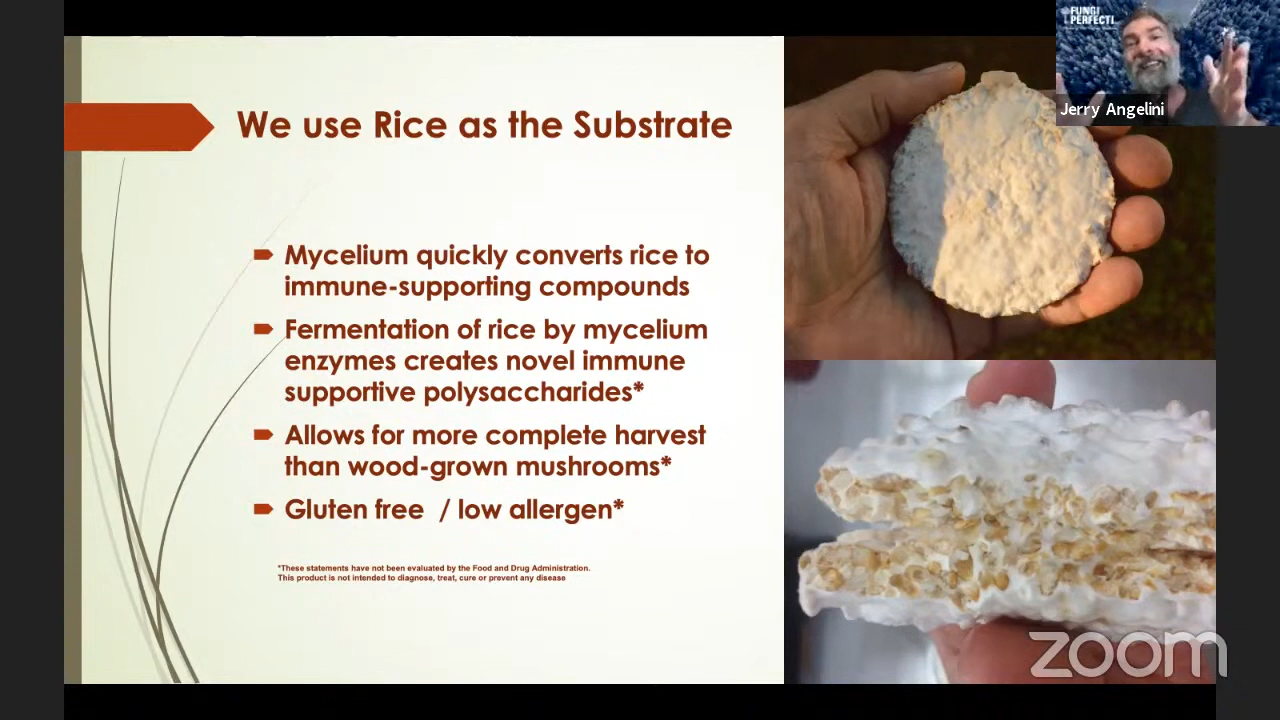 FUNGI
PERFECTI
Jerry Angelini
We use Rice as the Substrate
Mycelium quickly converts rice to
immune-supporting compounds
Fermentation of rice by mycelium
enzymes creates novel immune
supportive polysaccharides*
Allows for more complete harvest
than wood-grown mushrooms*
Gluten free / low allergen*
*These statements have not been evaluated by the Food and Drug Administration.
This product is not intended to diagnose, treat, cure or prevent any disease
zoom